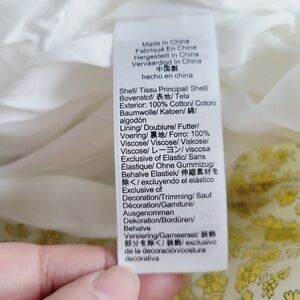 Made In China
Fabriqué En Chine
Hergestellt In China
Vervaardigd In China
中国製
hecho en china
Shell/ Tissu Principal/ Shell/
Bovenstof/ 表地/ Tela
Exterior: 100% Cotton/ Coton/
Baumwolle/ Katoen/ 綿/
algodón
Lining/ Doublure/ Futter/
Voering/ 裏地/ Forro: 100%
Viscose/ Viscose/ Viskose/
Viscose/ レーヨン/ viscosa
Exclusive of Elastic/ Sans
Élastique/ Ohne Gummizug/
Behalve Elastiek/ 伸縮素材を
除く/ excluyendo el elástico
Exclusive of
Decoration/Trimming/ Sauf
Décoration/Garniture/
Ausgenommen
Dekoration/Bordüren/
Behalve
Versiering/Garneersel/ 装飾
部分を除く/ 装飾/ exclusivo
de la decoración/costura
decorativa